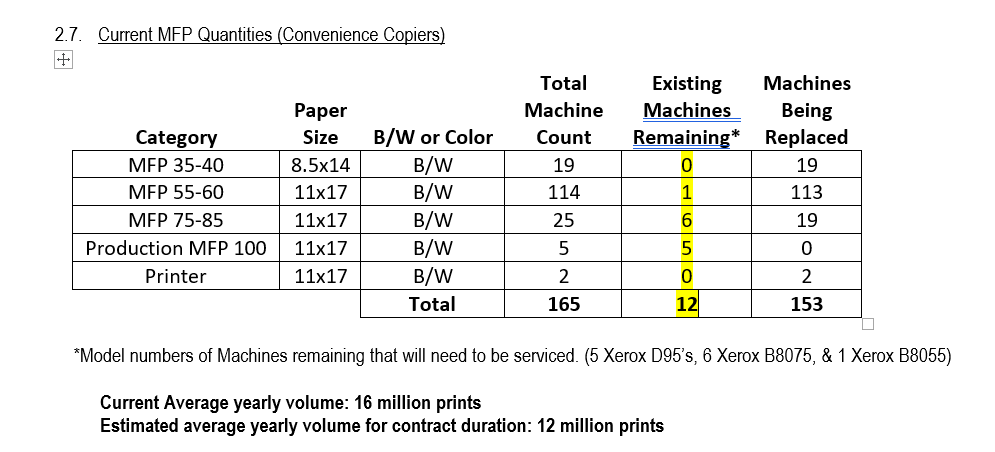 2.7. Current MFP Quantities (Convenience Copiers)
Category Paper Size B/W or Color Total Machine Count Existing Machines Remaining* Machines Being Replaced
MFP 35-40 8.5x14 B/W 19 0 19
MFP 55-60 11x17 B/W 114 1 113
MFP 75-85 11x17 B/W 25 6 19
Production MFP 100 11x17 B/W 5 5 0
Printer 11x17 B/W 2 0 2
Total 165 12 153
*Model numbers of Machines remaining that will need to be serviced. (5 Xerox D95's, 6 Xerox B8075, & 1 Xerox B8055)
Current Average yearly volume: 16 million prints
Estimated average yearly volume for contract duration: 12 million prints